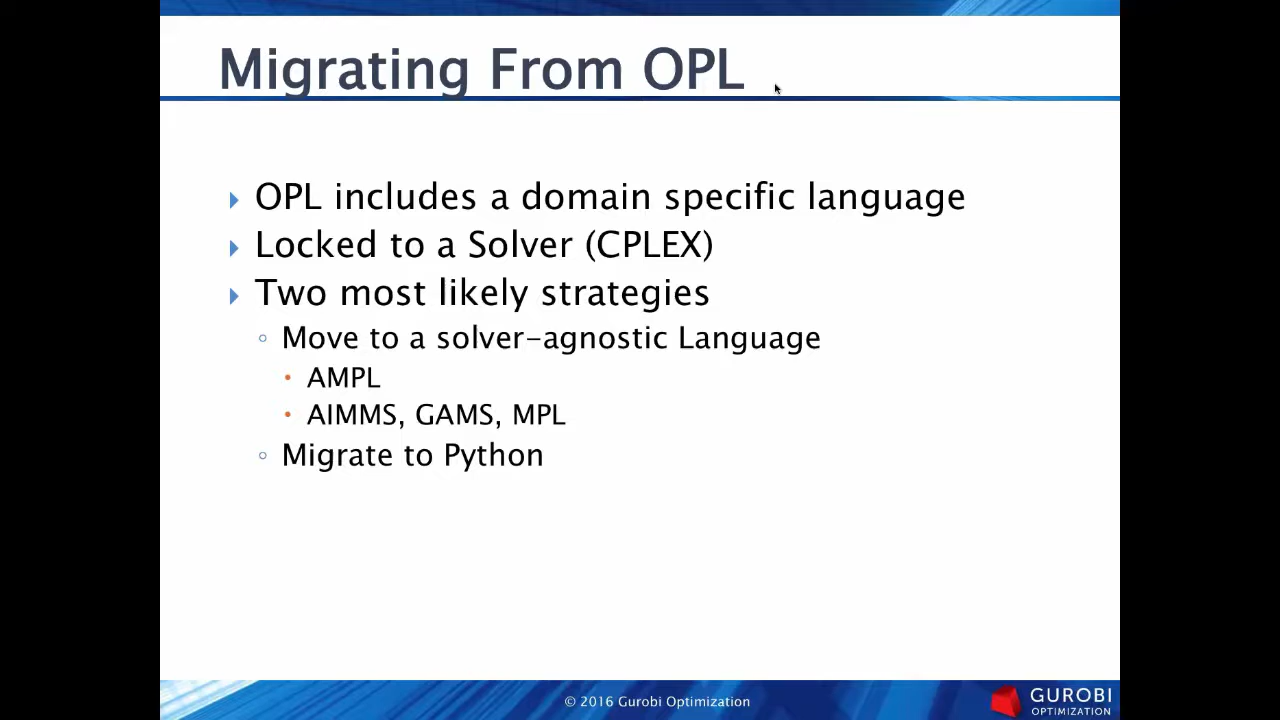 Migrating From OPL
OPL includes a domain specific language
Locked to a Solver (CPLEX)
Two most likely strategies
Move to a solver-agnostic Language
AMPL
AIMMS, GAMS, MPL
Migrate to Python
© 2016 Gurobi Optimization
GUROBI
OPTIMIZATION